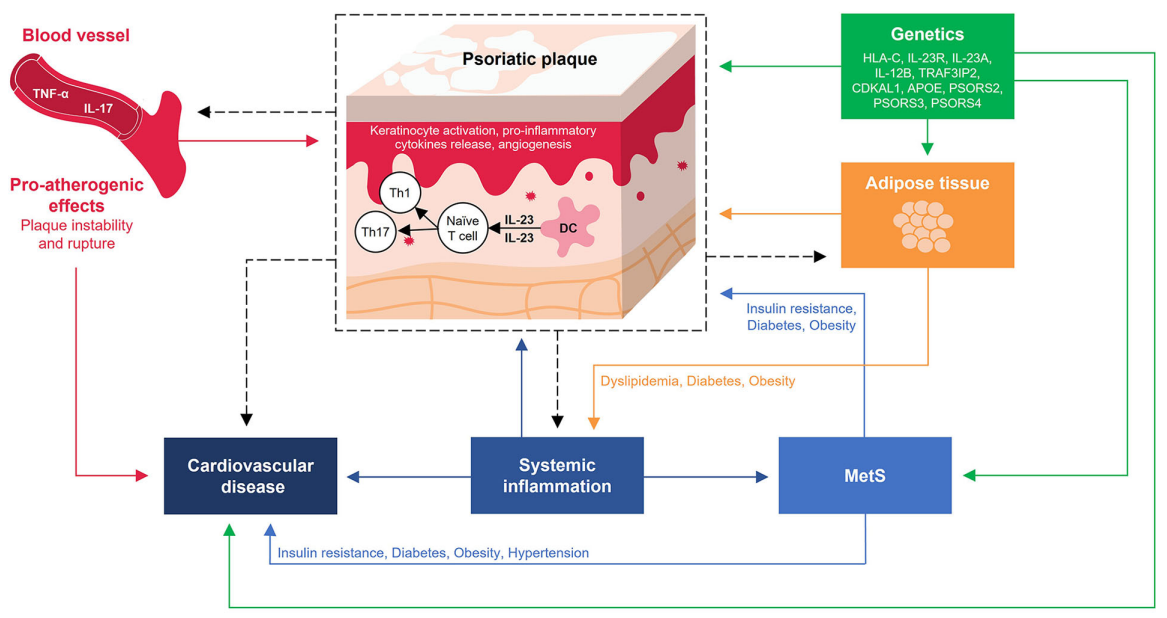 Blood vessel
TNF-α
IL-17
Pro-atherogenic
effects
Plaque instability
and rupture
Psoriatic plaque
Keratinocyte activation, pro-inflammatory
cytokines release, angiogenesis
Th1
Th17
Naïve
T cell
IL-23
IL-23
DC
Genetics
HLA-C, IL-23R, IL-23A,
IL-12B, TRAF3IP2,
CDKAL1, APOE, PSORS2,
PSORS3, PSORS4
Adipose tissue
Insulin resistance,
Diabetes, Obesity
Dyslipidemia, Diabetes, Obesity
Cardiovascular
disease
Systemic
inflammation
MetS
Insulin resistance, Diabetes, Obesity, Hypertension